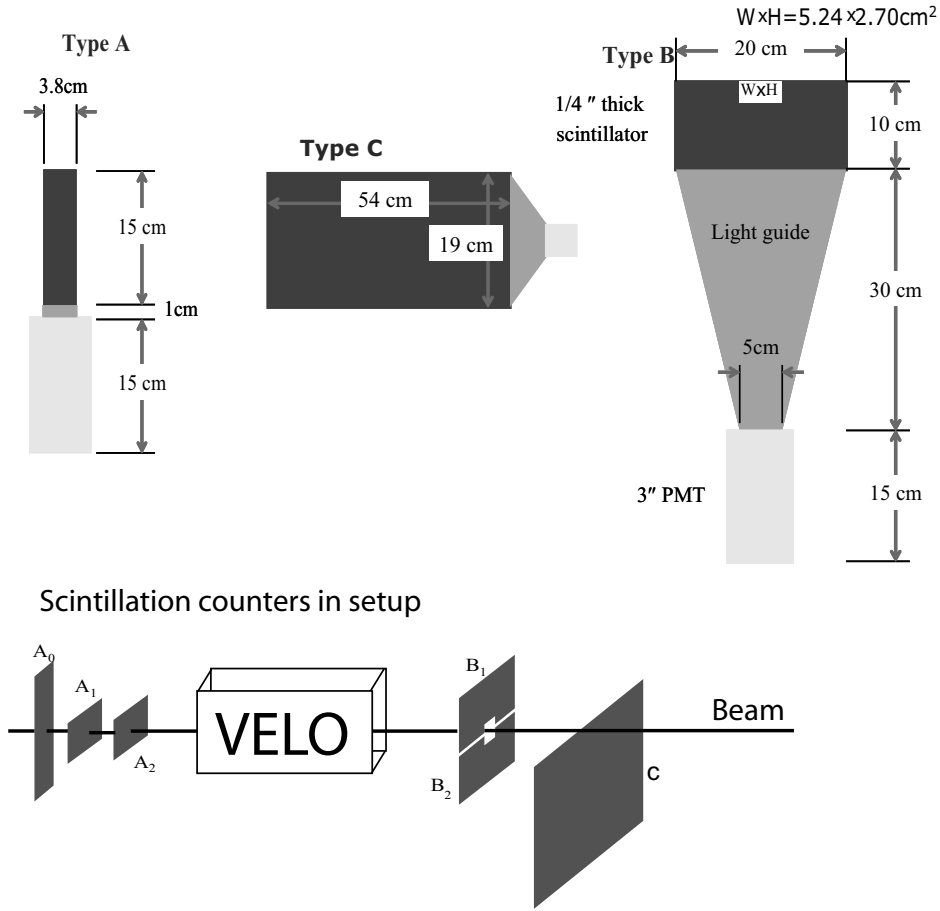 W×H=5.24×2.70cm²
Type A
Type B
20 cm
3.8cm
W×H
1/4 ″ thick
scintillator
10 cm
Type C
54 cm
15 cm
19 cm
Light guide
1cm
30 cm
5cm
15 cm
3″ PMT
15 cm
Scintillation counters in setup
A₀
A₁
A₂
VELO
B₁
B₂
Beam
C